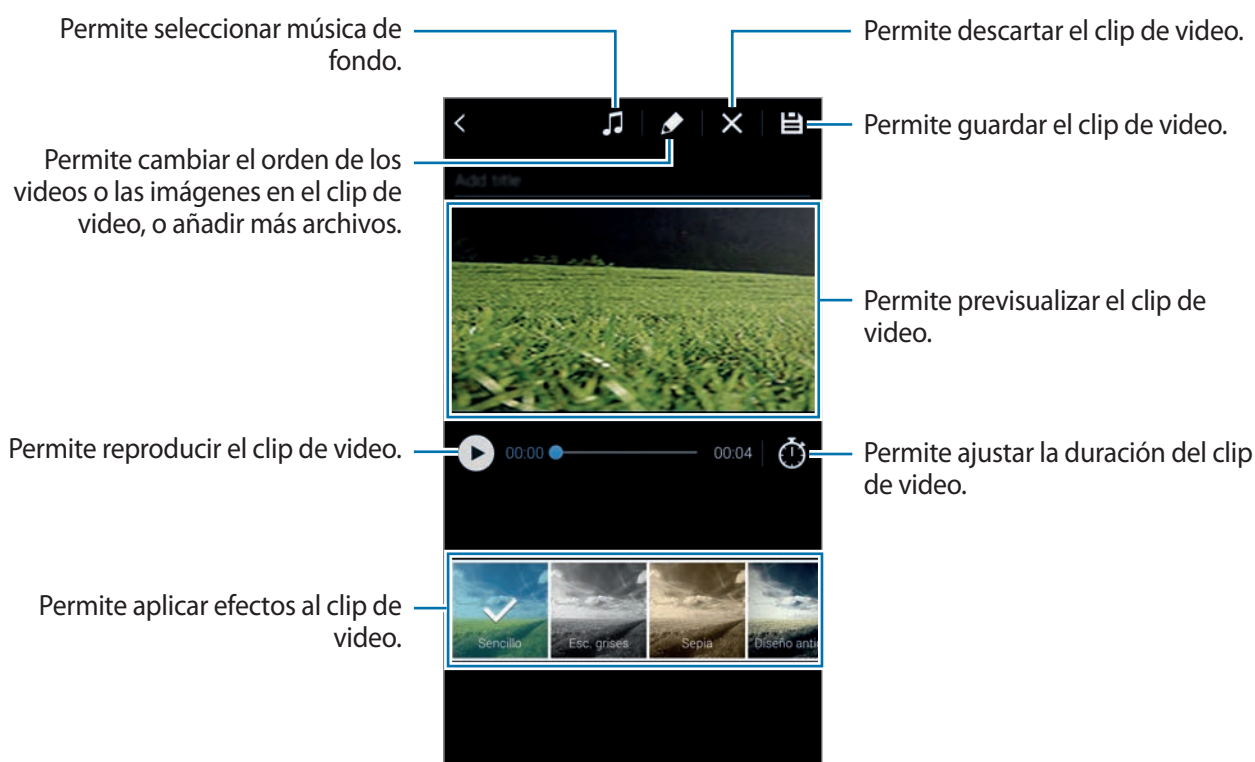 Permite seleccionar música de
fondo.
Permite descartar el clip de video.
Permite guardar el clip de video.
Permite cambiar el orden de los
videos o las imágenes en el clip de
video, o añadir más archivos.
Add title
Permite previsualizar el clip de
video.
Permite reproducir el clip de video.
00:00
00:04
Permite ajustar la duración del clip
de video.
Permite aplicar efectos al clip de
video.
Sencillo
Esc. grises
Sepia
Diseño anti